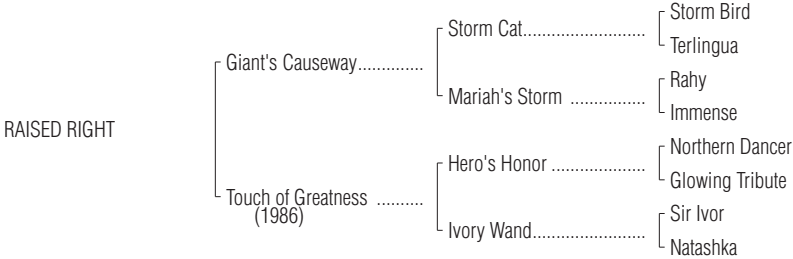 Storm Bird
Storm Cat..........................
Terlingua
Giant's Causeway..............
Rahy
Mariah's Storm ................
Immense
RAISED RIGHT
Northern Dancer
Hero's Honor ....................
Glowing Tribute
Touch of Greatness ..........
(1986)
Sir Ivor
Ivory Wand........................
Natashka